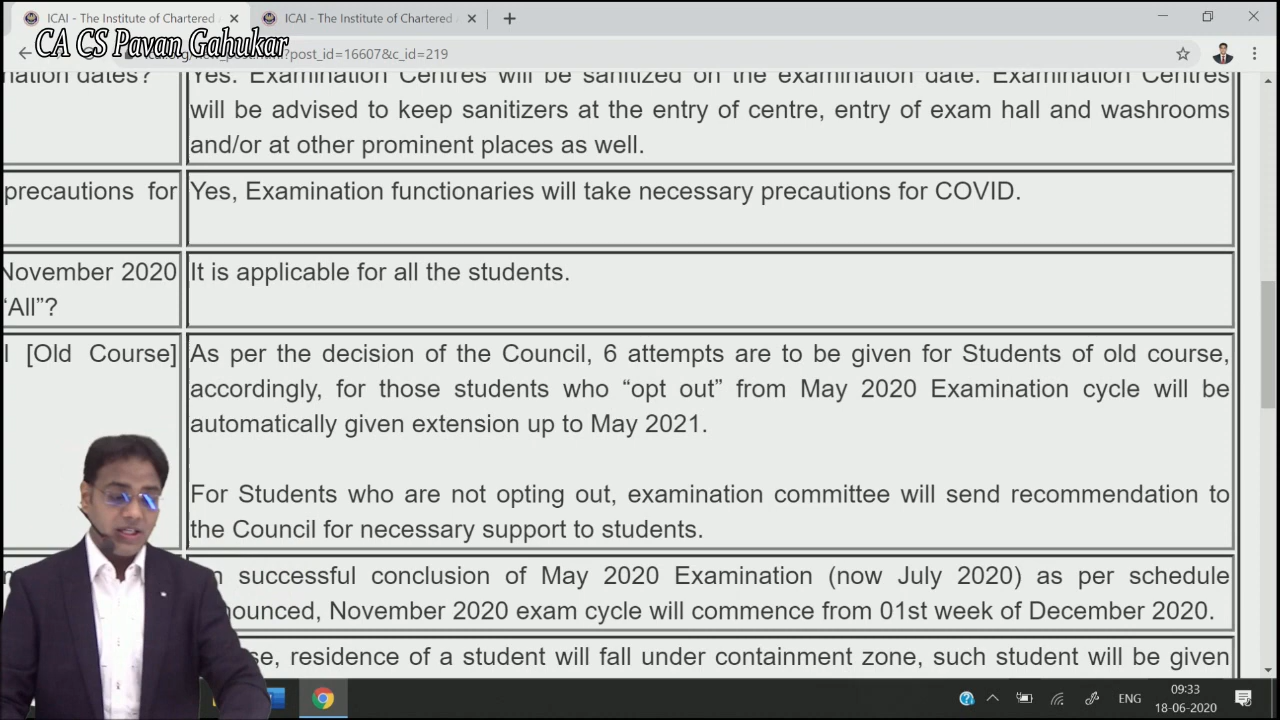 ICAI - The Institute of Chartered
ICAI - The Institute of Chartered
CA CS Pavan Gahukar
?post_id=16607&c_id=219
nation dates?
Yes. Examination Centres will be sanitized on the examination date. Examination Centres
will be advised to keep sanitizers at the entry of centre, entry of exam hall and washrooms
and/or at other prominent places as well.
precautions for
Yes, Examination functionaries will take necessary precautions for COVID.
November 2020
“All”?
It is applicable for all the students.
I [Old Course]
As per the decision of the Council, 6 attempts are to be given for Students of old course,
accordingly, for those students who “opt out” from May 2020 Examination cycle will be
automatically given extension up to May 2021.
For Students who are not opting out, examination committee will send recommendation to
the Council for necessary support to students.
successful conclusion of May 2020 Examination (now July 2020) as per schedule
ounced, November 2020 exam cycle will commence from 01st week of December 2020.
se, residence of a student will fall under containment zone, such student will be given
ENG
09:33
18-06-2020